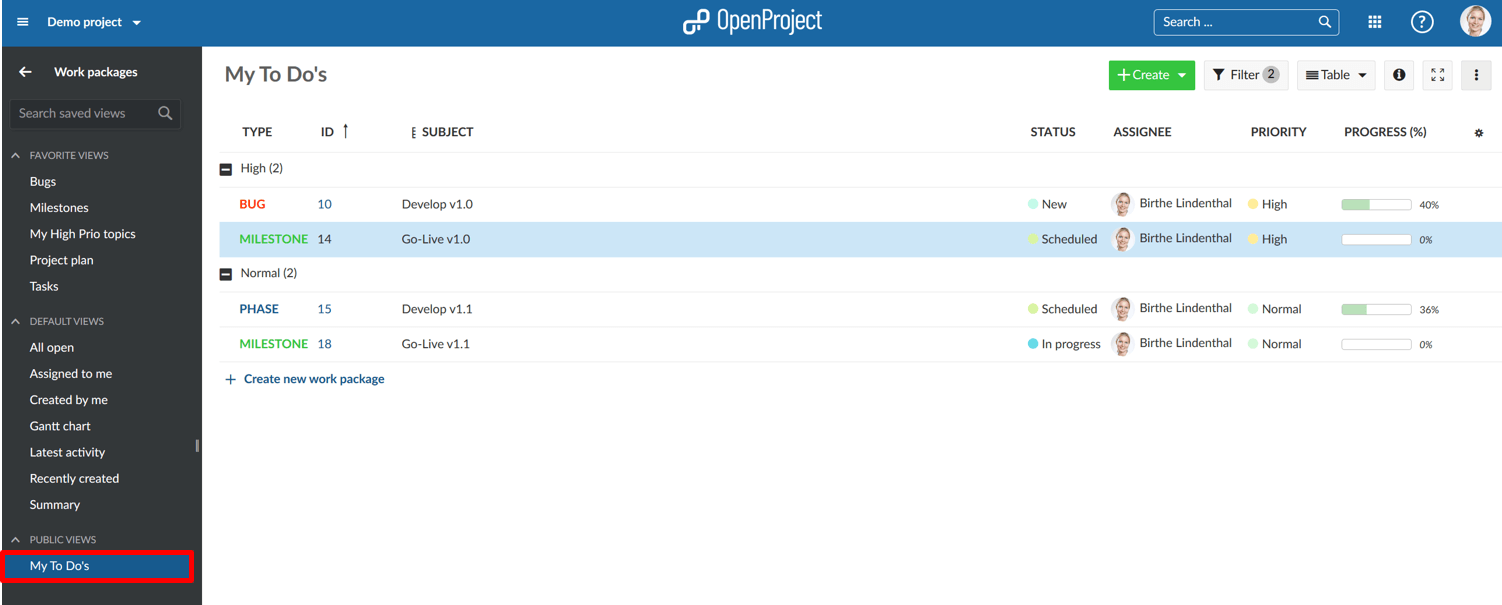 Demo project
OpenProject
Search ...
?
Work packages
Search saved views
FAVORITE VIEWS
Bugs
Milestones
My High Prio topics
Project plan
Tasks
DEFAULT VIEWS
All open
Assigned to me
Created by me
Gantt chart
Latest activity
Recently created
Summary
PUBLIC VIEWS
My To Do's
My To Do's
+ Create
Filter 2
Table
TYPE ID SUBJECT STATUS ASSIGNEE PRIORITY PROGRESS (%)
High (2)
BUG 10 Develop v1.0 New Birthe Lindenthal High 40%
MILESTONE 14 Go-Live v1.0 Scheduled Birthe Lindenthal High 0%
Normal (2)
PHASE 15 Develop v1.1 Scheduled Birthe Lindenthal Normal 36%
MILESTONE 18 Go-Live v1.1 In progress Birthe Lindenthal Normal 0%
+ Create new work package